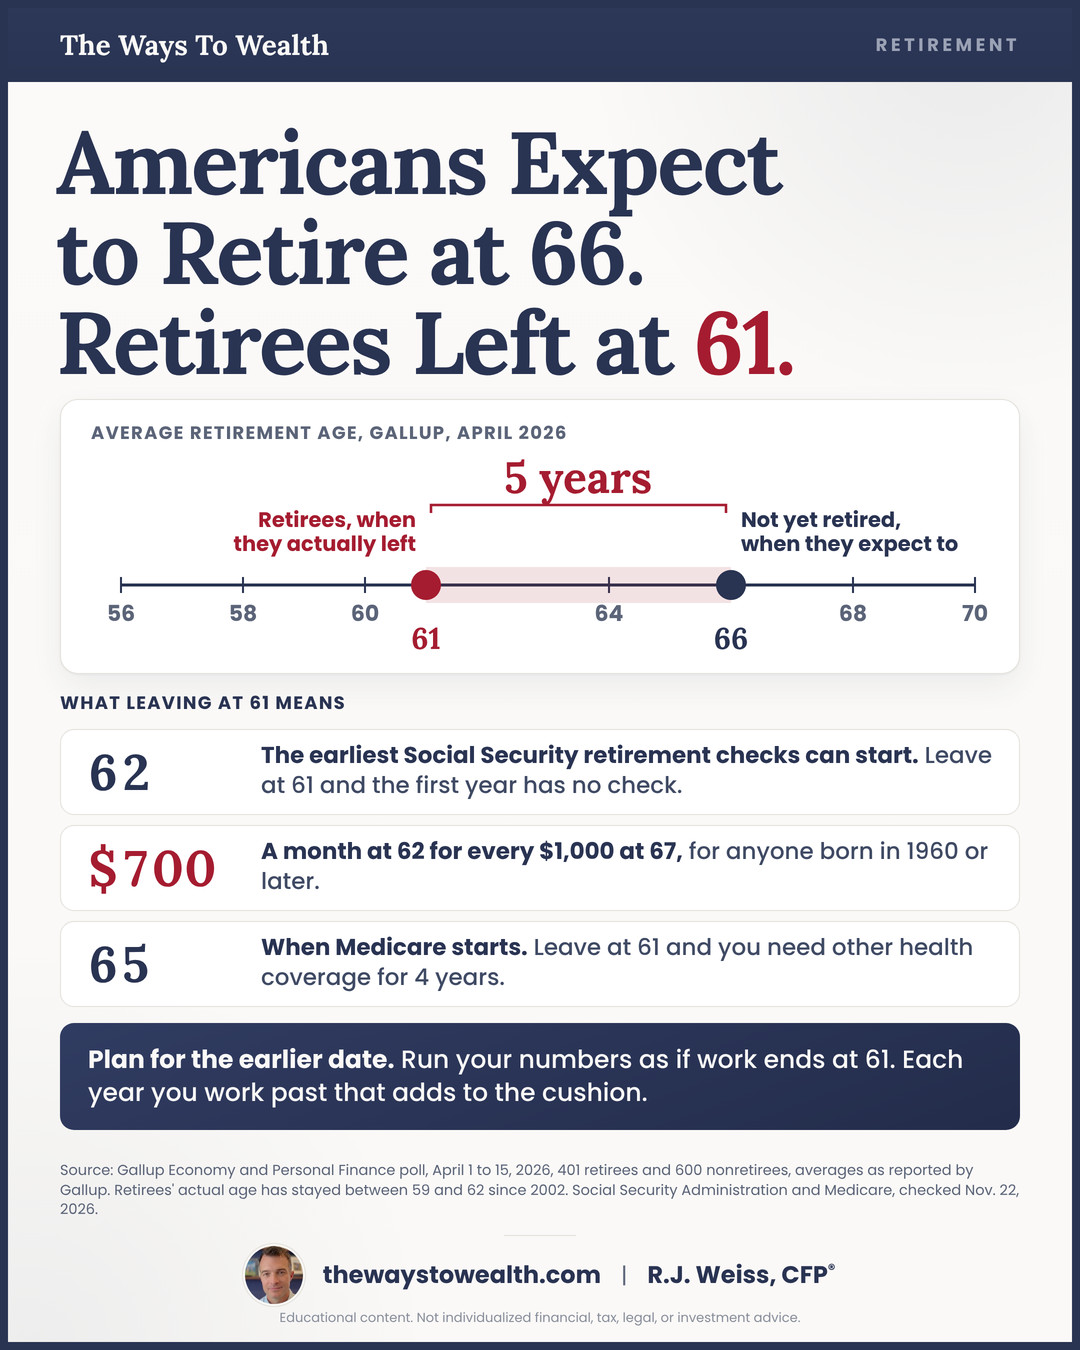 The Ways To Wealth
RETIREMENT
Americans Expect
to Retire at 66.
Retirees Left at 61.
AVERAGE RETIREMENT AGE, GALLUP, APRIL 2026
5 years
Retirees, when
they actually left
Not yet retired,
when they expect to
56 58 60 64 68 70
61 66
WHAT LEAVING AT 61 MEANS
62
The earliest Social Security retirement checks can start. Leave
at 61 and the first year has no check.
$700
A month at 62 for every $1,000 at 67, for anyone born in 1960 or
later.
65
When Medicare starts. Leave at 61 and you need other health
coverage for 4 years.
Plan for the earlier date. Run your numbers as if work ends at 61. Each
year you work past that adds to the cushion.
Source: Gallup Economy and Personal Finance poll, April 1 to 15, 2026, 401 retirees and 600 nonretirees, averages as reported by
Gallup. Retirees' actual age has stayed between 59 and 62 since 2002. Social Security Administration and Medicare, checked Nov. 22,
2026.
thewaystowealth.com | R.J. Weiss, CFP®
Educational content. Not individualized financial, tax, legal, or investment advice.